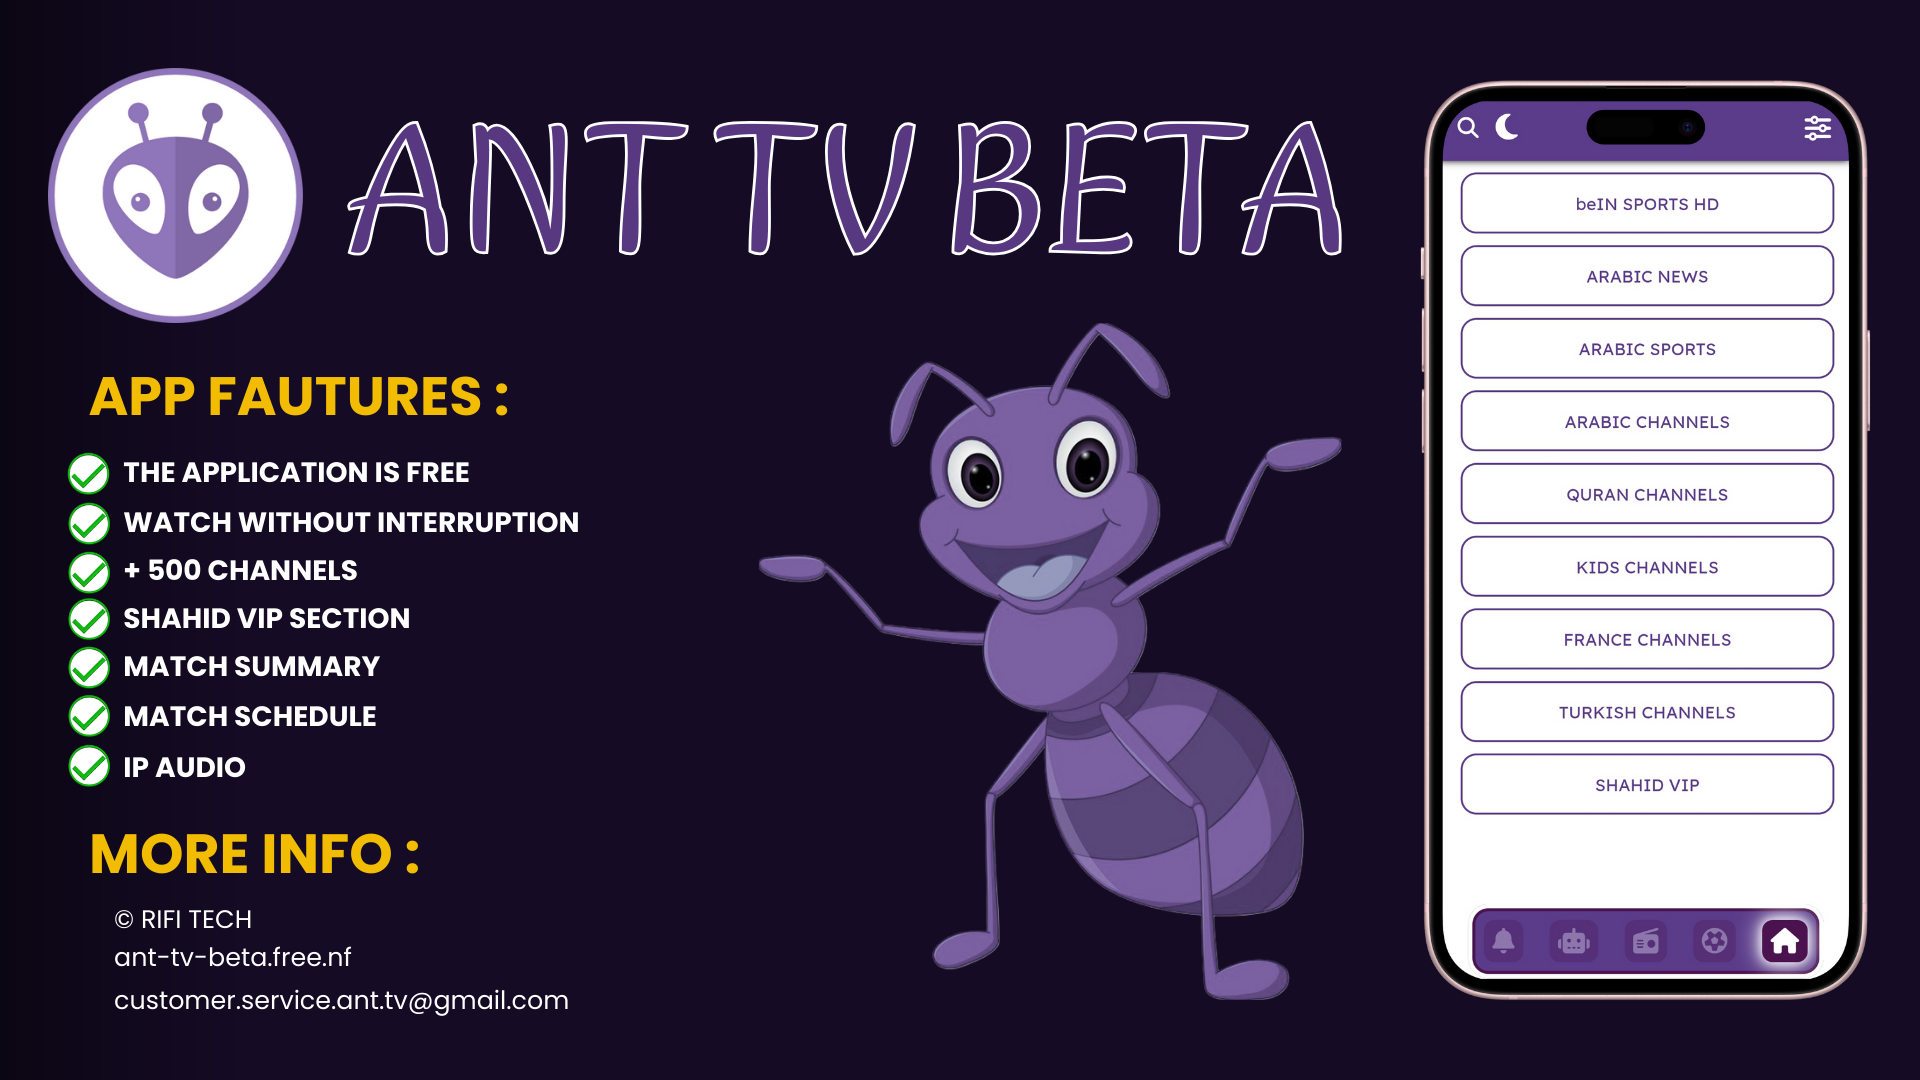 ANT TV BETA
APP FAUTURES :
THE APPLICATION IS FREE
WATCH WITHOUT INTERRUPTION
+ 500 CHANNELS
SHAHID VIP SECTION
MATCH SUMMARY
MATCH SCHEDULE
IP AUDIO
MORE INFO :
© RIFI TECH
ant-tv-beta.free.nf
customer.service.ant.tv@gmail.com
beIN SPORTS HD
ARABIC NEWS
ARABIC SPORTS
ARABIC CHANNELS
QURAN CHANNELS
KIDS CHANNELS
FRANCE CHANNELS
TURKISH CHANNELS
SHAHID VIP